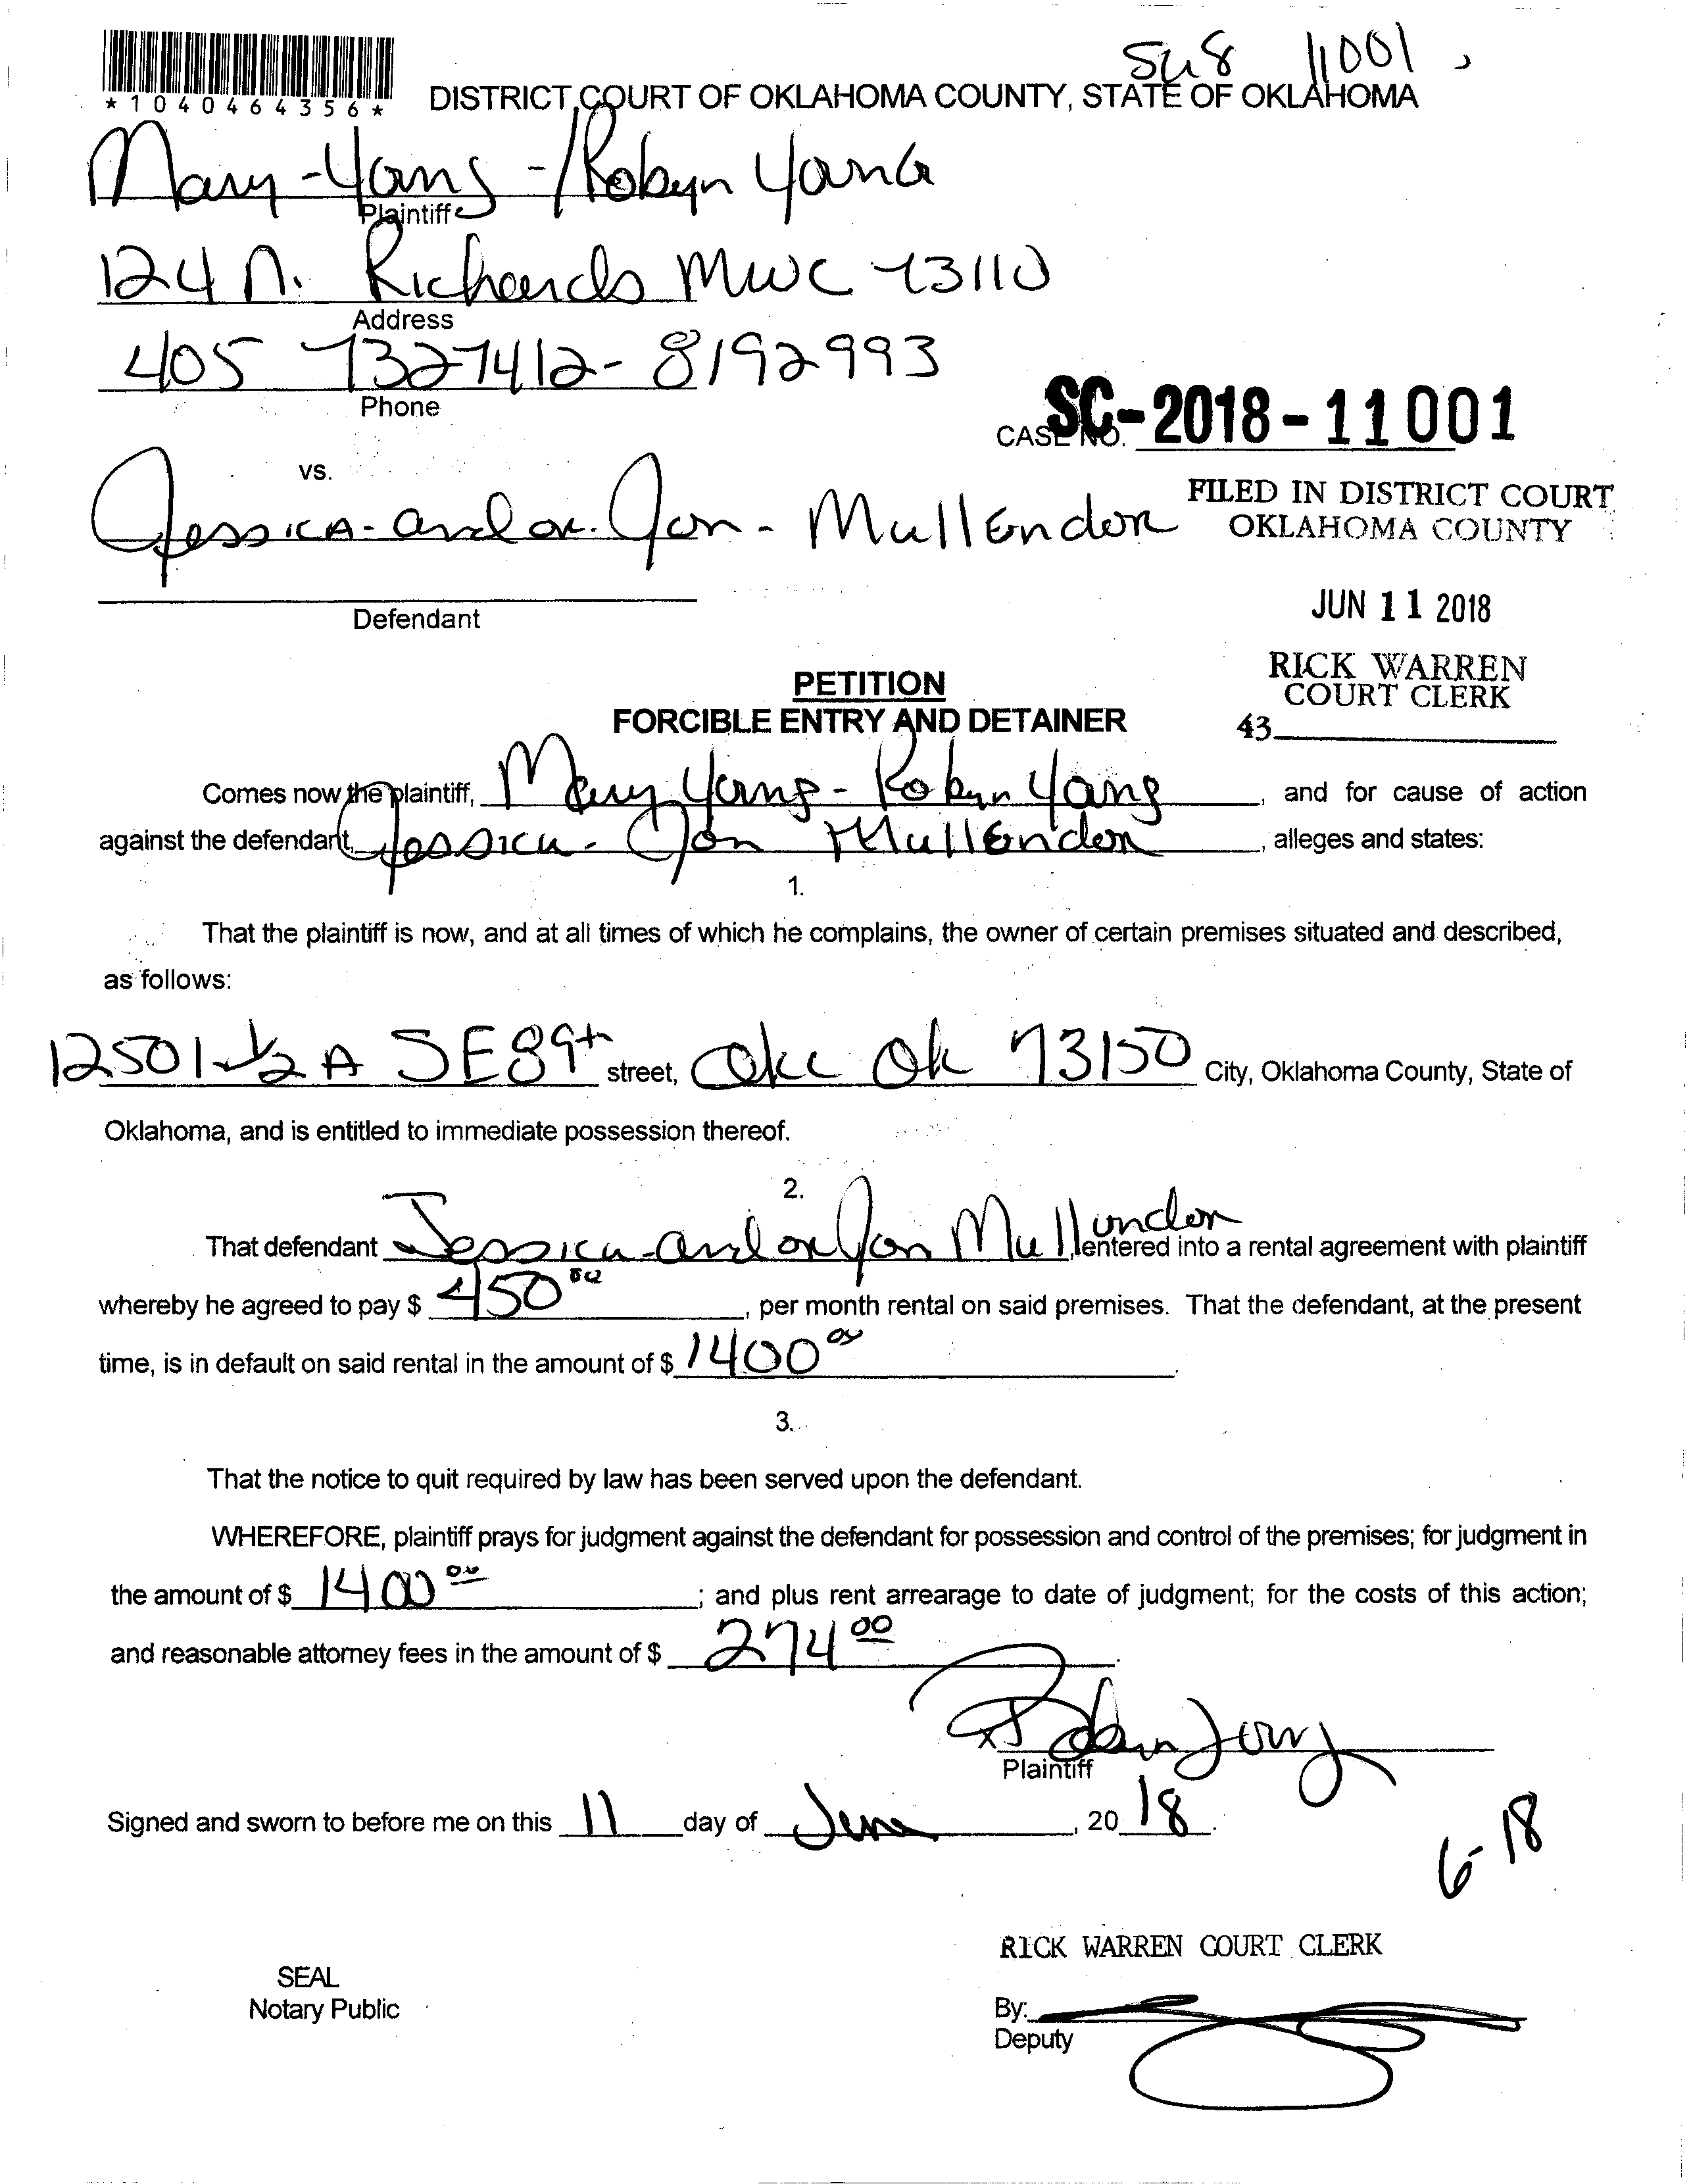 11001
*1040464356*
DISTRICT COURT OF OKLAHOMA COUNTY, STATE OF OKLAHOMA
Mary-Yang-/Robyn Yang
Plaintiff
124 N. Richards MWC 73110
Address
405 7327412-8192993
Phone
CASE NO. SC-2018-11001
vs.
Jessica-and or. Jon-Mullendor
FILED IN DISTRICT COURT
OKLAHOMA COUNTY
Defendant
JUN 11 2018
RICK WARREN
COURT CLERK
43
PETITION
FORCIBLE ENTRY AND DETAINER
Comes now the plaintiff, Mary Yang-Robyn Yang, and for cause of action
against the defendant, Jessica-Jon Mullendor, alleges and states:
1.
That the plaintiff is now, and at all times of which he complains, the owner of certain premises situated and described,
as follows:
12501-1/2 A SE 89th street, Okc Ok 73150 City, Oklahoma County, State of
Oklahoma, and is entitled to immediate possession thereof.
2.
That defendant Jessica-and or Jon Mullendor, entered into a rental agreement with plaintiff
whereby he agreed to pay $ 450 00, per month rental on said premises. That the defendant, at the present
time, is in default on said rental in the amount of $ 1400 00.
3.
That the notice to quit required by law has been served upon the defendant.
WHEREFORE, plaintiff prays for judgment against the defendant for possession and control of the premises; for judgment in
the amount of $ 1400 00; and plus rent arrearage to date of judgment; for the costs of this action;
and reasonable attorney fees in the amount of $ 274 00.
x Robyn Yang
Plaintiff
Signed and sworn to before me on this 11 day of June, 20 18.
6-18
RICK WARREN COURT CLERK
SEAL
Notary Public
By:
Deputy